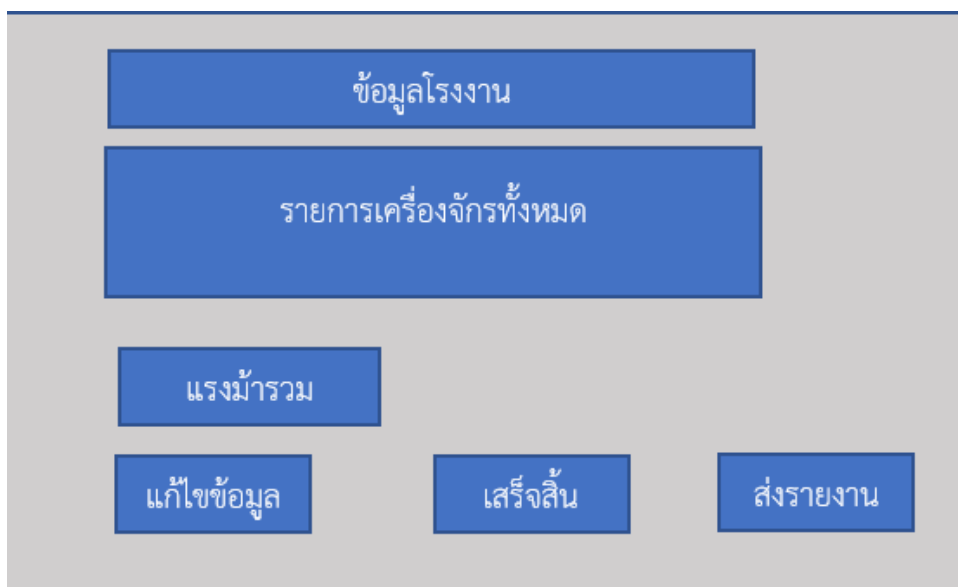 ข้อมูลโรงงาน
รายการเครื่องจักรทั้งหมด
แรงม้ารวม
แก้ไขข้อมูล
เสร็จสิ้น
ส่งรายงาน